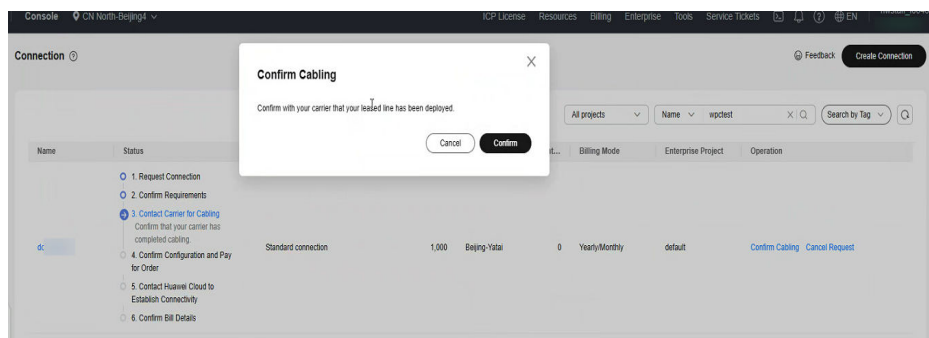 Console CN North-Beijing4 ICP License Resources Billing Enterprise Tools Service Tickets EN
Connection Feedback Create Connection
Confirm Cabling
Confirm with your carrier that your leased line has been deployed.
Cancel Confirm
All projects Name wpctest Search by Tag
Name Status Billing Mode Enterprise Project Operation
1. Request Connection
2. Confirm Requirements
3. Contact Carrier for Cabling
Confirm that your carrier has
completed cabling.
dc Standard connection 1,000 Beijing-Yatai 0 Yearly/Monthly default Confirm Cabling Cancel Request
4. Confirm Configuration and Pay
for Order
5. Contact Huawei Cloud to
Establish Connectivity
6. Confirm Bill Details